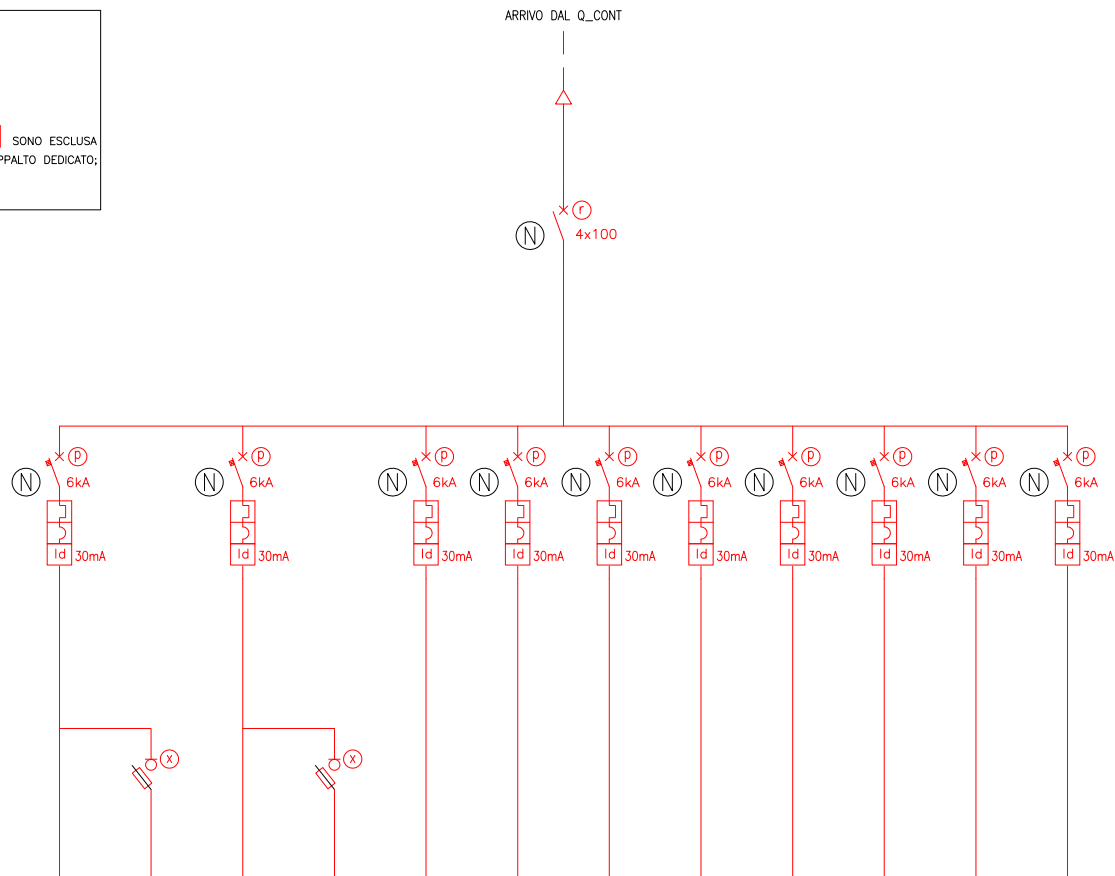 ARRIVO DAL Q_CONT
SONO ESCLUSA
PPALTO DEDICATO;
r
N
4x100
p p p p p p p p p p
N 6kA N 6kA N 6kA N 6kA N 6kA N 6kA N 6kA N 6kA N 6kA N 6kA
Id 30mA Id 30mA Id 30mA Id 30mA Id 30mA Id 30mA Id 30mA Id 30mA Id 30mA Id 30mA
x x